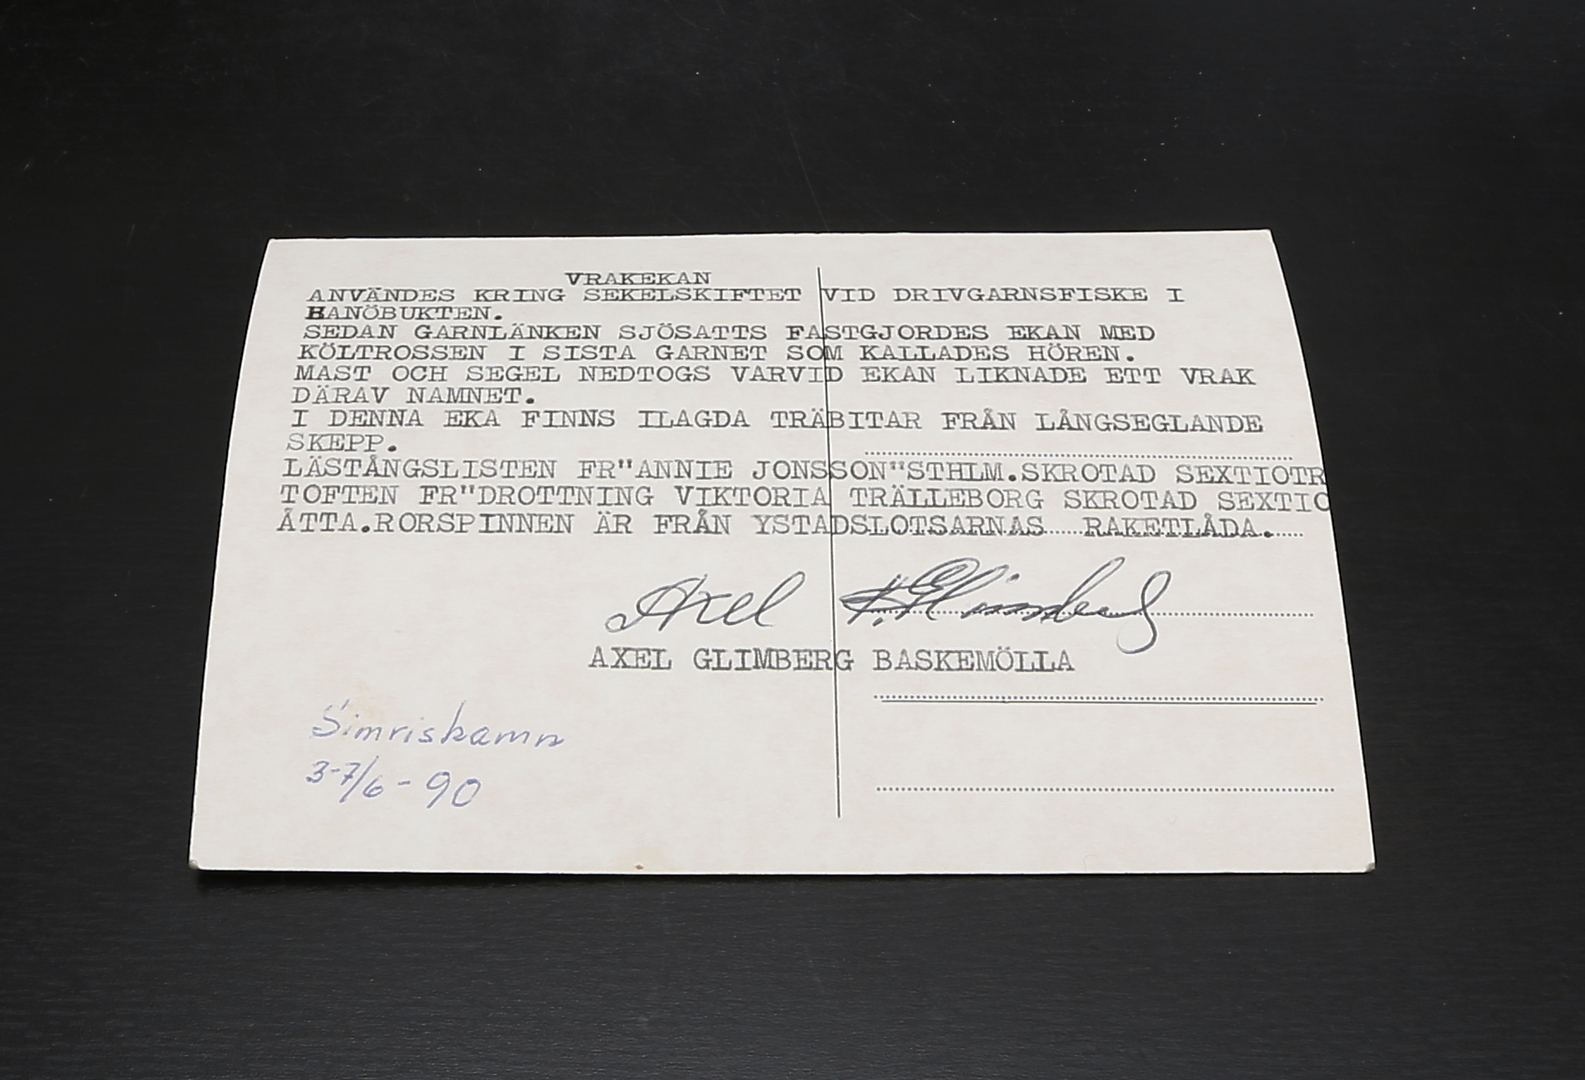 VRAKEKAN
ANVÄNDES KRING SEKELSKIFTET VID DRIVGARNSFISKE I
HANÖBUKTEN.
SEDAN GARNLÄNKEN SJÖSATTS FASTGJORDES EKAN MED
KÖLTROSSEN I SISTA GARNET SOM KALLADES HÖREN.
MAST OCH SEGEL NEDTOGS VARVID EKAN LIKNADE ETT VRAK
DÄRAV NAMNET.
I DENNA EKA FINNS ILAGDA TRÄBITAR FRÅN LÅNGSEGLANDE
SKEPP.
LÄSTÅNGSLISTEN FR"ANNIE JONSSON"STHLM.SKROTAD SEXTIOTR
TOFTEN FR"DROTTNING VIKTORIA TRÄLLEBORG SKROTAD SEXTIO
ÅTTA.RORSPINNEN ÄR FRÅN YSTADSLOTSARNAS RAKETLÅDA.
Axel K. Glimberg
AXEL GLIMBERG BASKEMÖLLA
Simrishamn
3-7/6-90